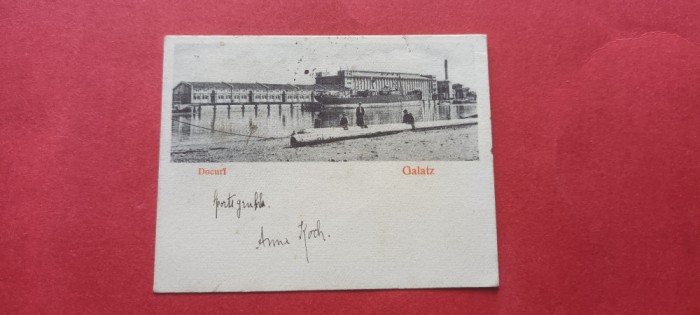 Docuri Galatz
Anne Koch.